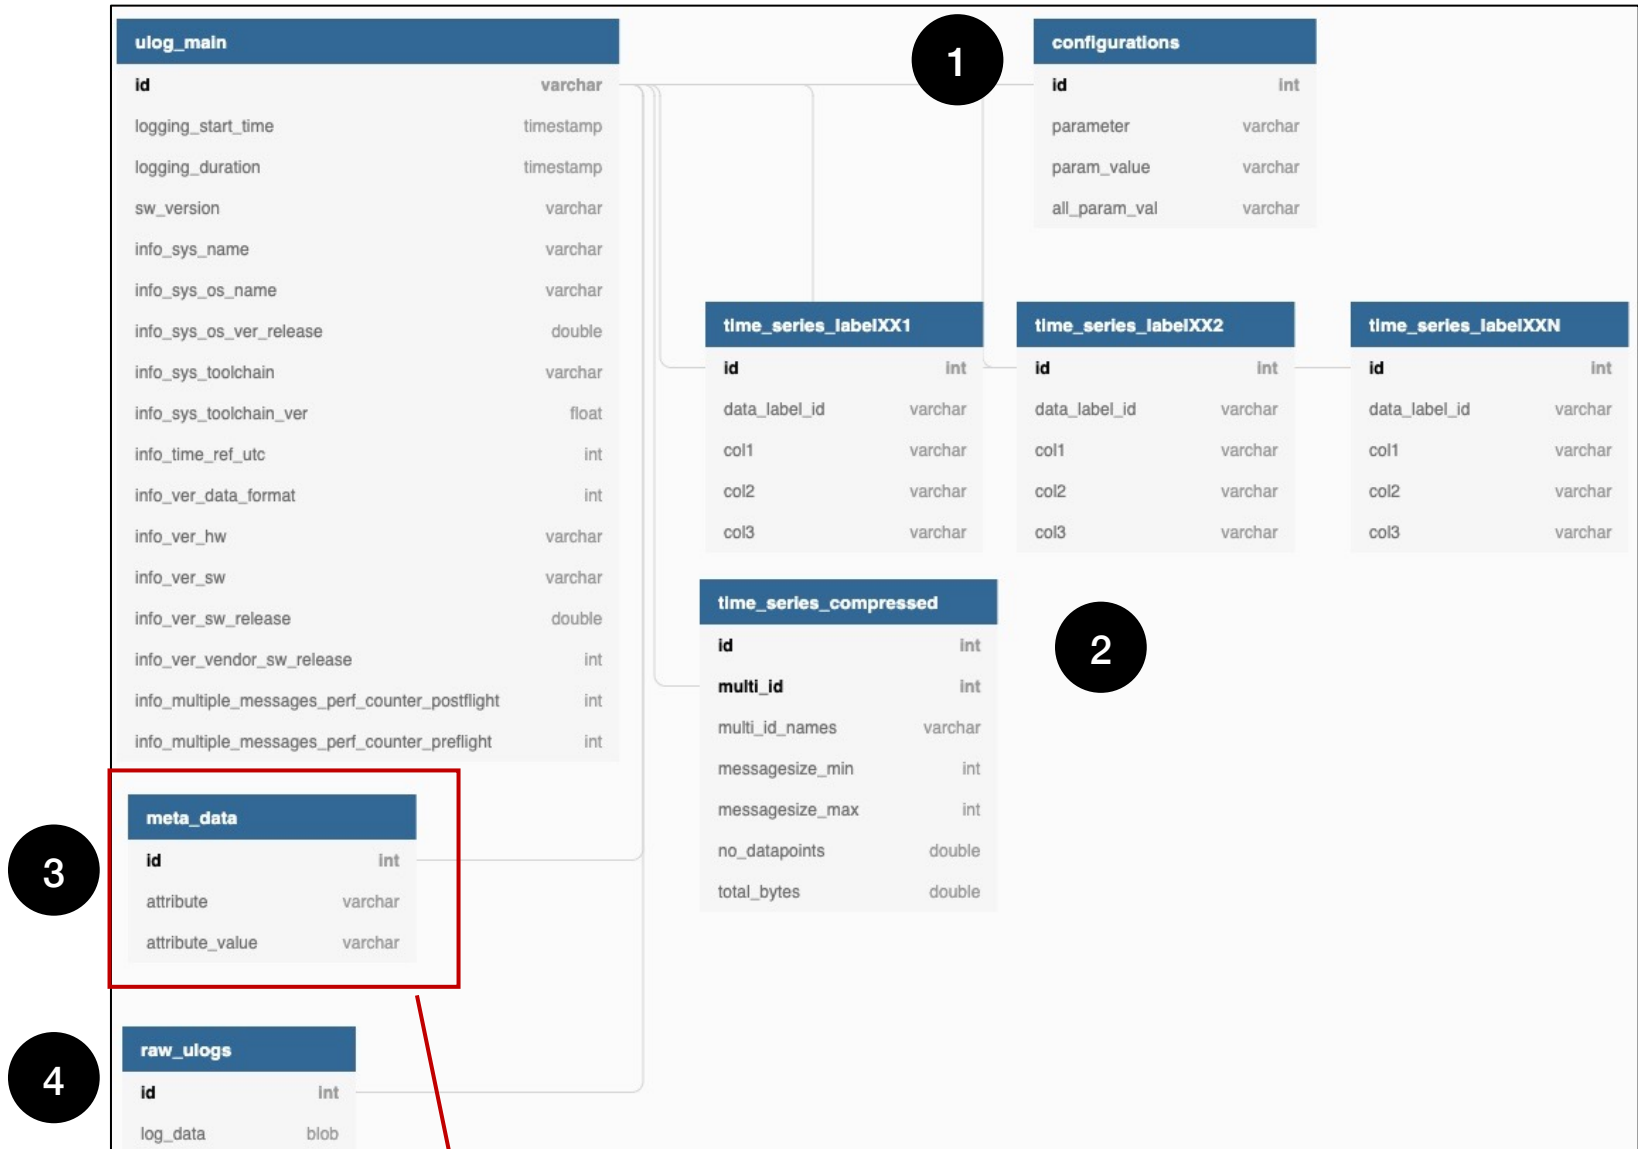 ulog_main
id varchar
logging_start_time timestamp
logging_duration timestamp
sw_version varchar
info_sys_name varchar
info_sys_os_name varchar
info_sys_os_ver_release double
info_sys_toolchain varchar
info_sys_toolchain_ver float
info_time_ref_utc int
info_ver_data_format int
info_ver_hw varchar
info_ver_sw varchar
info_ver_sw_release double
info_ver_vendor_sw_release int
info_multiple_messages_perf_counter_postflight int
info_multiple_messages_perf_counter_preflight int
1
configurations
id int
parameter varchar
param_value varchar
all_param_val varchar
time_series_labelXX1
id int
data_label_id varchar
col1 varchar
col2 varchar
col3 varchar
time_series_labelXX2
id int
data_label_id varchar
col1 varchar
col2 varchar
col3 varchar
time_series_labelXXN
id int
data_label_id varchar
col1 varchar
col2 varchar
col3 varchar
time_series_compressed
id int
multi_id int
multi_id_names varchar
messagesize_min int
messagesize_max int
no_datapoints double
total_bytes double
2
3
meta_data
id int
attribute varchar
attribute_value varchar
4
raw_ulogs
id int
log_data blob